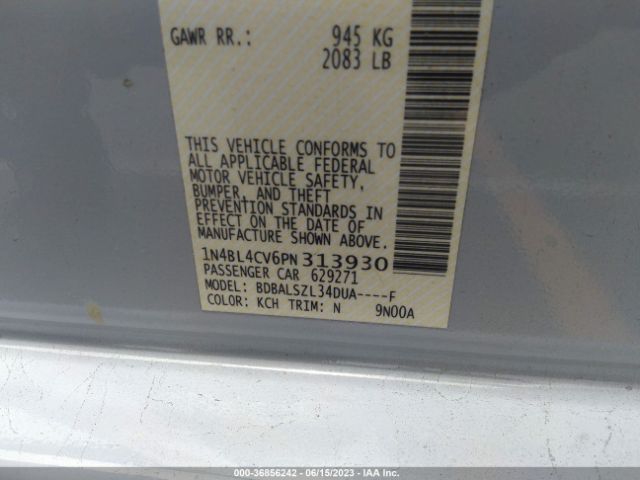 GAWR RR.: 945 KG
2083 LB
THIS VEHICLE CONFORMS TO
ALL APPLICABLE FEDERAL
MOTOR VEHICLE SAFETY,
BUMPER, AND THEFT
PREVENTION STANDARDS IN
EFFECT ON THE DATE OF
MANUFACTURE SHOWN ABOVE.
1N4BL4CV6PN313930
PASSENGER CAR 629271
MODEL: BDBALSZL34DUA----F
COLOR: KCH TRIM: N 9N00A
000-36856242 - 06/15/2023 - IAA Inc.